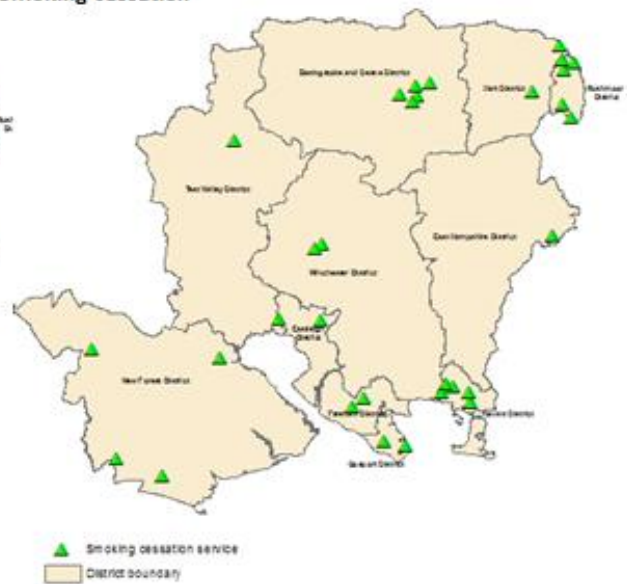 Smoking cessation
Basingstoke and Deane District
Hart District
Rushmoor
District
Test Valley District
East Hampshire District
Winchester District
Eastleigh
District
New Forest District
Fareham District
Havant District
Gosport District
Smoking cessation service
District boundary